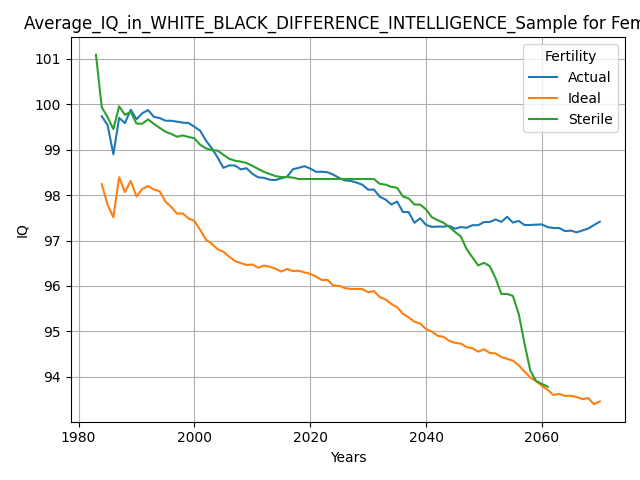 Average_IQ_in_WHITE_BLACK_DIFFERENCE_INTELLIGENCE_Sample for Fem
Fertility
Actual
Ideal
Sterile
101
100
99
98
97
96
95
94
IQ
1980
2000
2020
2040
2060
Years